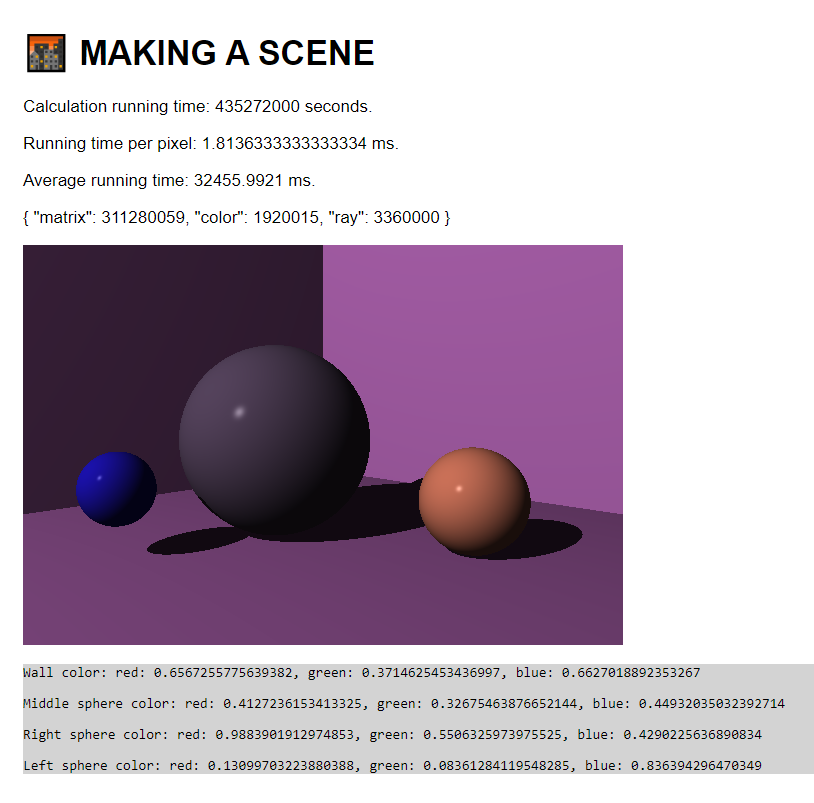 MAKING A SCENE
Calculation running time: 435272000 seconds.
Running time per pixel: 1.8136333333333334 ms.
Average running time: 32455.9921 ms.
{ "matrix": 311280059, "color": 1920015, "ray": 3360000 }
Wall color: red: 0.6567255775639382, green: 0.3714625453436997, blue: 0.6627018892353267
Middle sphere color: red: 0.4127236153413325, green: 0.32675463876652144, blue: 0.44932035032392714
Right sphere color: red: 0.9883901912974853, green: 0.5506325973975525, blue: 0.4290225636890834
Left sphere color: red: 0.13099703223880388, green: 0.08361284119548285, blue: 0.836394296470349